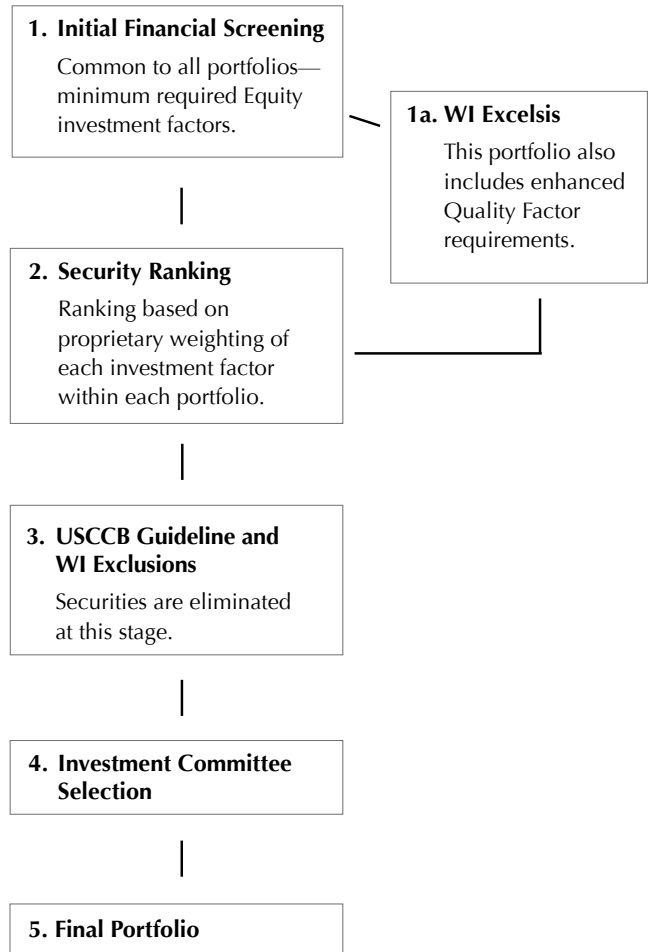 1. Initial Financial Screening
Common to all portfolios—
minimum required Equity
investment factors.
1a. WI Excelsis
This portfolio also
includes enhanced
Quality Factor
requirements.
2. Security Ranking
Ranking based on
proprietary weighting of
each investment factor
within each portfolio.
3. USCCB Guideline and
WI Exclusions
Securities are eliminated
at this stage.
4. Investment Committee
Selection
5. Final Portfolio